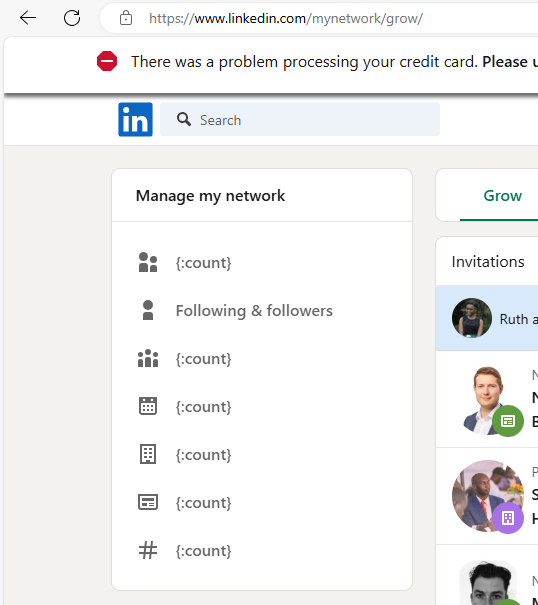 https://www.linkedin.com/mynetwork/grow/
There was a problem processing your credit card. Please u
in
Search
Manage my network
{:count}
Following & followers
{:count}
{:count}
{:count}
{:count}
{:count}
Grow
Invitations
Ruth a
N
N
B
P
S
H
N